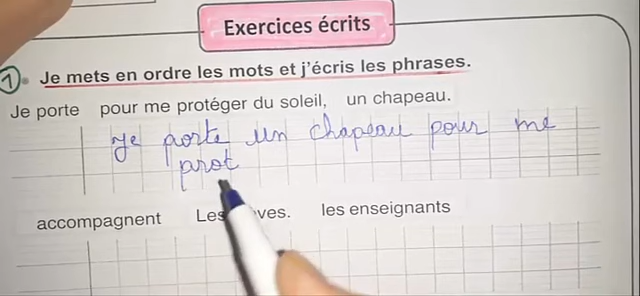 Exercices écrits
1 Je mets en ordre les mots et j'écris les phrases.
Je porte pour me protéger du soleil, un chapeau.
Je porte un chapeau pour me
prot
accompagnent Les ves. les enseignants